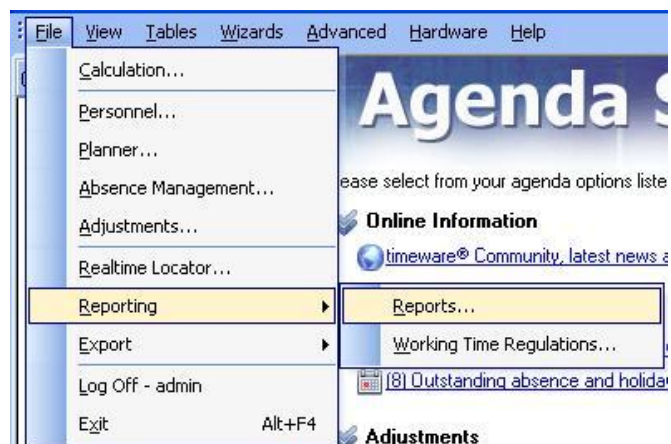 File View Tables Wizards Advanced Hardware Help
Calculation...
Personnel...
Planner...
Absence Management...
Adjustments...
Realtime Locator...
Reporting
Export
Log Off - admin
Exit Alt+F4
Reports...
Working Time Regulations...
Agenda
ease select from your agenda options liste
Online Information
timeware® Community, latest news a
(8) Outstanding absence and holida
Adjustments